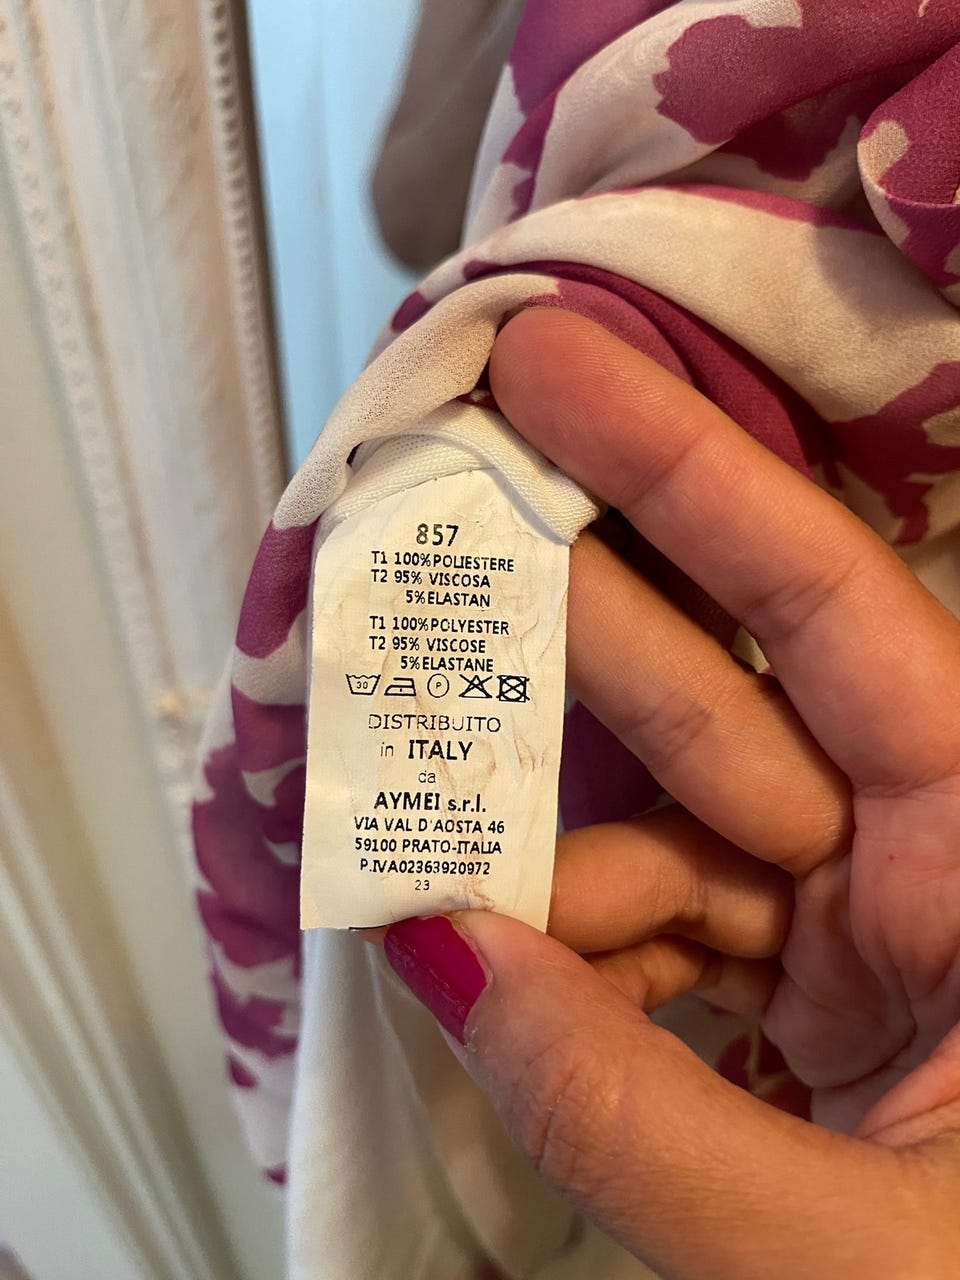 857
T1 100%POLIESTERE
T2 95% VISCOSA
5%ELASTAN
T1 100%POLYESTER
T2 95% VISCOSE
5%ELASTANE
30 P
DISTRIBUITO
in ITALY
da
AYMEI s.r.l.
VIA VAL D'AOSTA 46
59100 PRATO-ITALIA
P.IVA02363920972
23